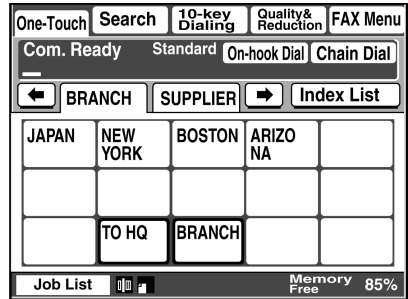 One-Touch Search 10-key Dialing Quality& Reduction FAX Menu
Com. Ready Standard On-hook Dial Chain Dial
BRANCH SUPPLIER Index List
JAPAN NEW YORK BOSTON ARIZO NA
TO HQ BRANCH
Job List Memory Free 85%